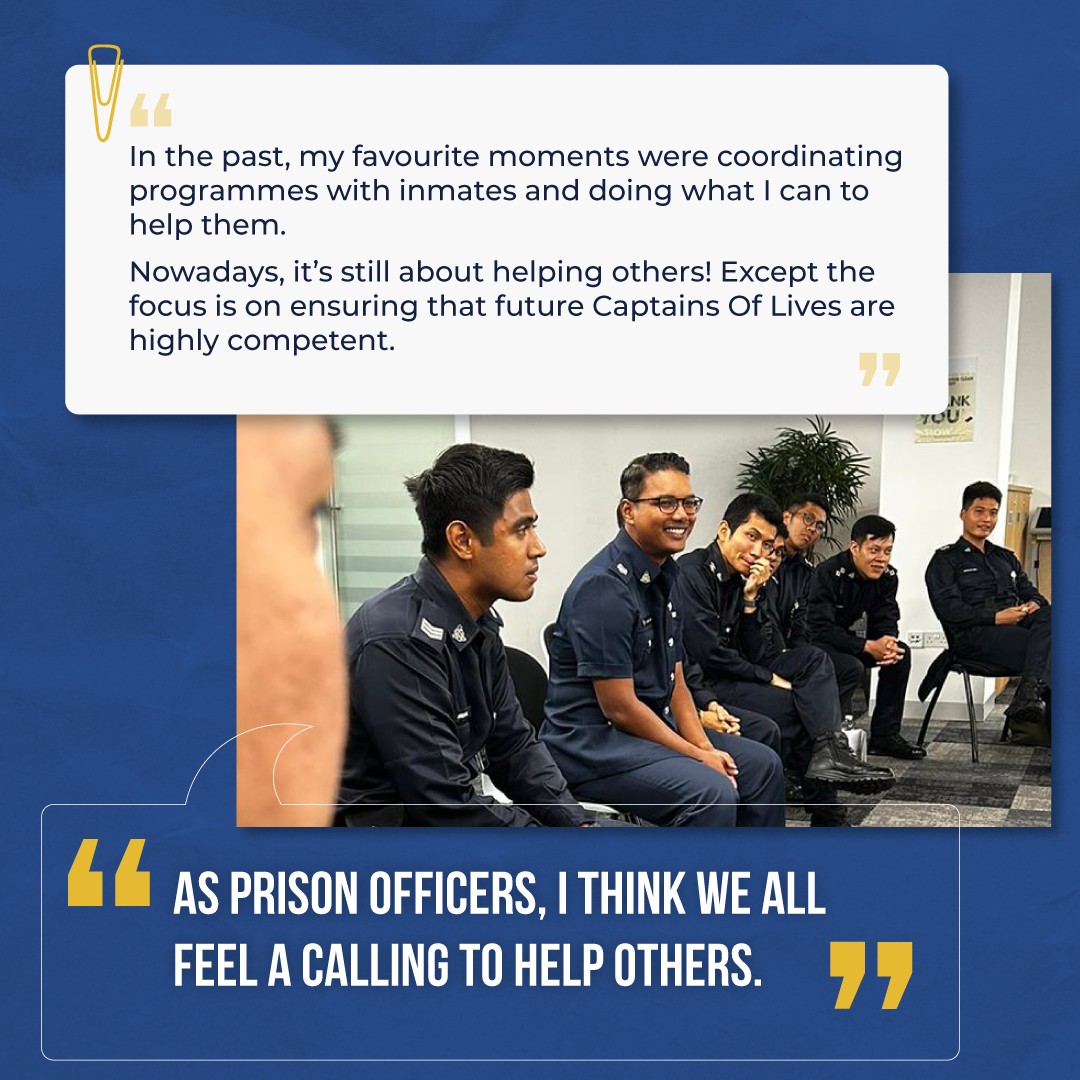 “
In the past, my favourite moments were coordinating
programmes with inmates and doing what I can to
help them.
Nowadays, it’s still about helping others! Except the
focus is on ensuring that future Captains Of Lives are
highly competent.
”
NK
YOU
“ AS PRISON OFFICERS, I THINK WE ALL
FEEL A CALLING TO HELP OTHERS. ”